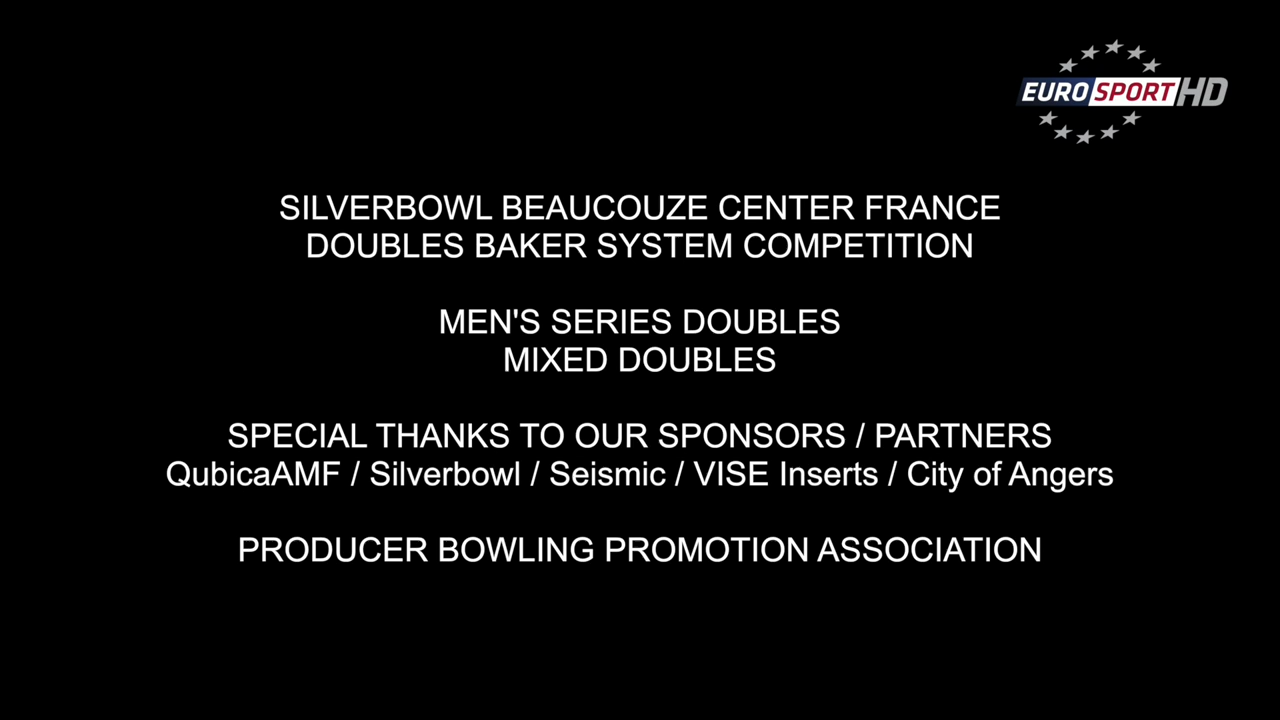 EUROSPORT HD
SILVERBOWL BEAUCOUZE CENTER FRANCE
DOUBLES BAKER SYSTEM COMPETITION
MEN'S SERIES DOUBLES
MIXED DOUBLES
SPECIAL THANKS TO OUR SPONSORS / PARTNERS
QubicaAMF / Silverbowl / Seismic / VISE Inserts / City of Angers
PRODUCER BOWLING PROMOTION ASSOCIATION